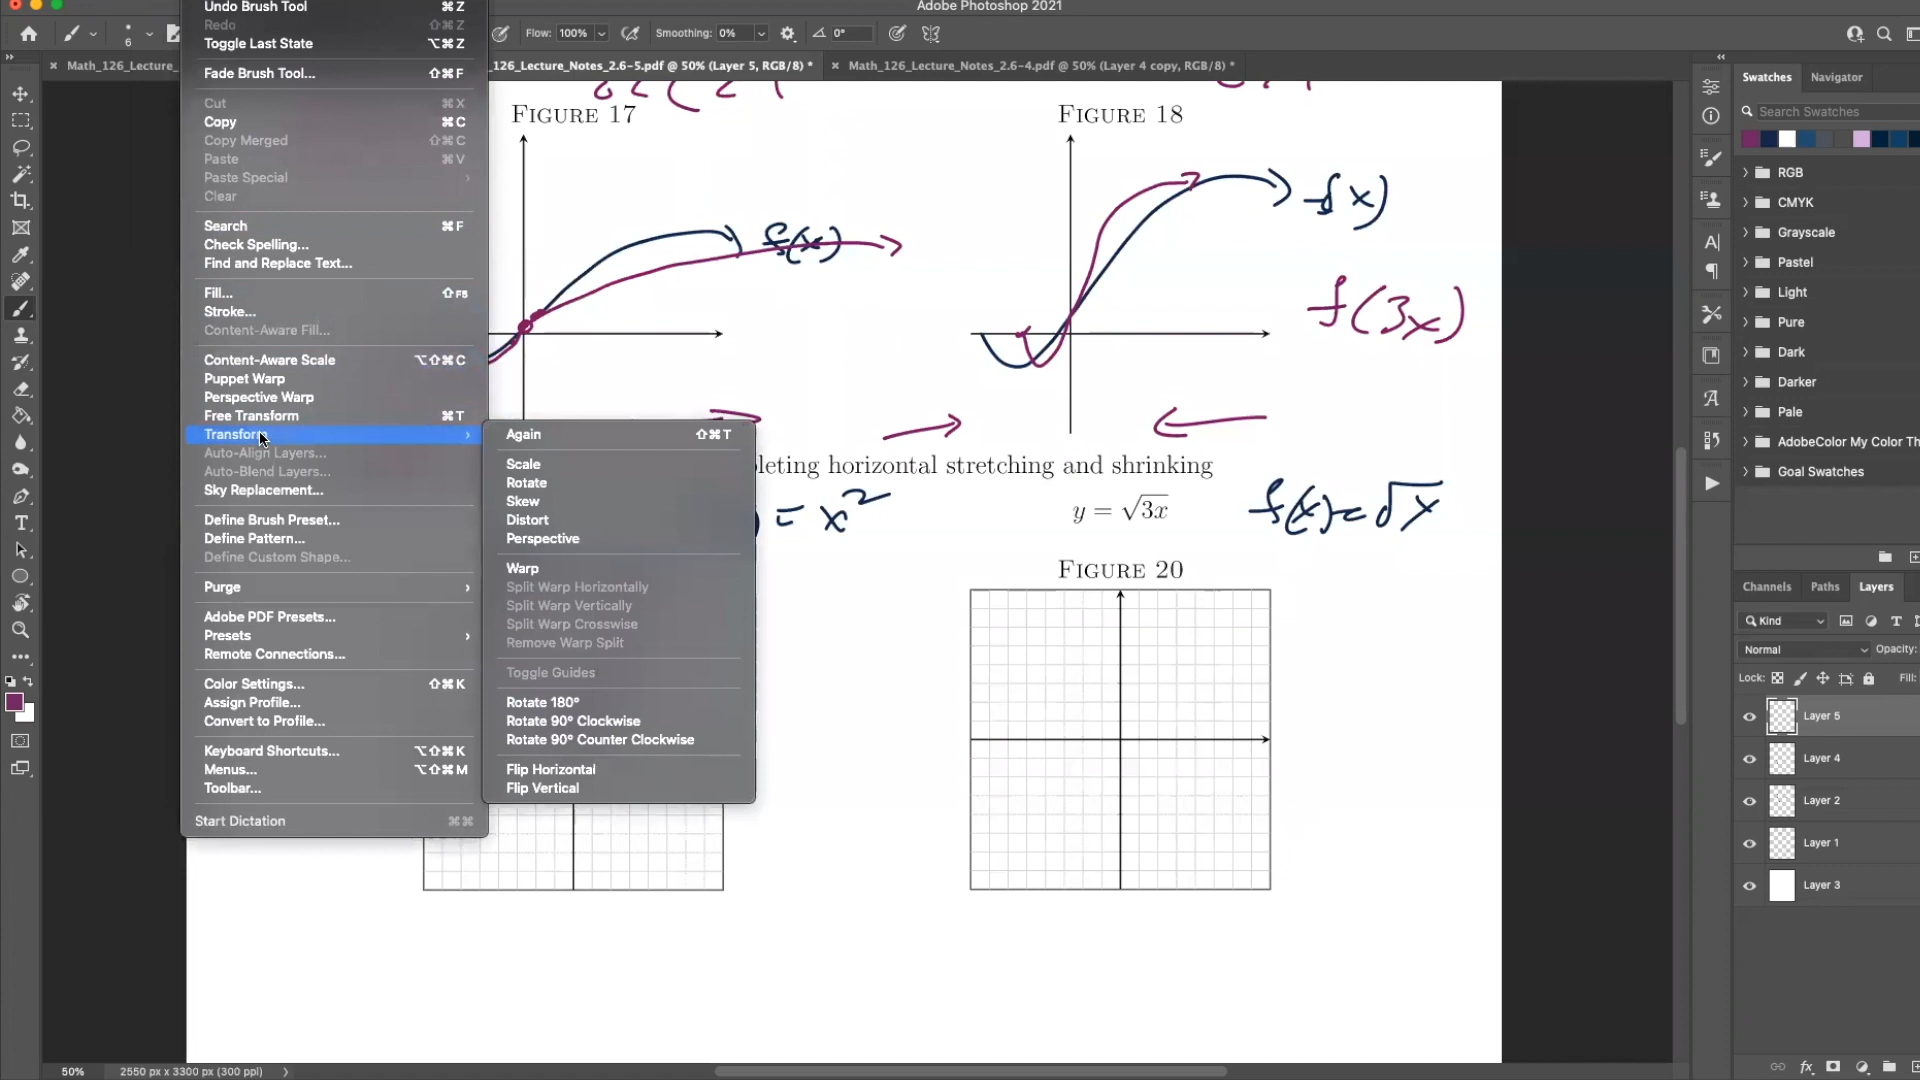 Adobe Photoshop 2021
Undo Brush Tool ⌘Z
Redo ⇧⌘Z
Toggle Last State ⌥⌘Z
Fade Brush Tool... ⇧⌘F
Cut ⌘X
Copy ⌘C
Copy Merged ⇧⌘C
Paste ⌘V
Paste Special
Clear
Search ⌘F
Check Spelling...
Find and Replace Text...
Fill... ⇧F5
Stroke...
Content-Aware Fill...
Content-Aware Scale ⌥⇧⌘C
Puppet Warp
Perspective Warp
Free Transform ⌘T
Transform
Auto-Align Layers...
Auto-Blend Layers...
Sky Replacement...
Define Brush Preset...
Define Pattern...
Define Custom Shape...
Purge
Adobe PDF Presets...
Presets
Remote Connections...
Color Settings... ⇧⌘K
Assign Profile...
Convert to Profile...
Keyboard Shortcuts... ⌥⇧⌘K
Menus... ⌥⇧⌘M
Toolbar...
Start Dictation ⌘⌘
Again ⇧⌘T
Scale
Rotate
Skew
Distort
Perspective
Warp
Split Warp Horizontally
Split Warp Vertically
Split Warp Crosswise
Remove Warp Split
Toggle Guides
Rotate 180°
Rotate 90° Clockwise
Rotate 90° Counter Clockwise
Flip Horizontal
Flip Vertical
6
Flow: 100% Smoothing: 0% 0°
Math_126_Lecture_
_126_Lecture_Notes_2.6-5.pdf @ 50% (Layer 5, RGB/8) *
Math_126_Lecture_Notes_2.6-4.pdf @ 50% (Layer 4 copy, RGB/8) *
FIGURE 17
f(x)
FIGURE 18
f(x)
f(3x)
pleting horizontal stretching and shrinking
) = x²
y = √3x
f(x) = √x
FIGURE 20
Swatches Navigator
Search Swatches
RGB
CMYK
Grayscale
Pastel
Light
Pure
Dark
Darker
Pale
AdobeColor My Color Th
Goal Swatches
Channels Paths Layers
Kind
Normal Opacity:
Lock: Fill:
Layer 5
Layer 4
Layer 2
Layer 1
Layer 3
50% 2550 px x 3300 px (300 ppi)